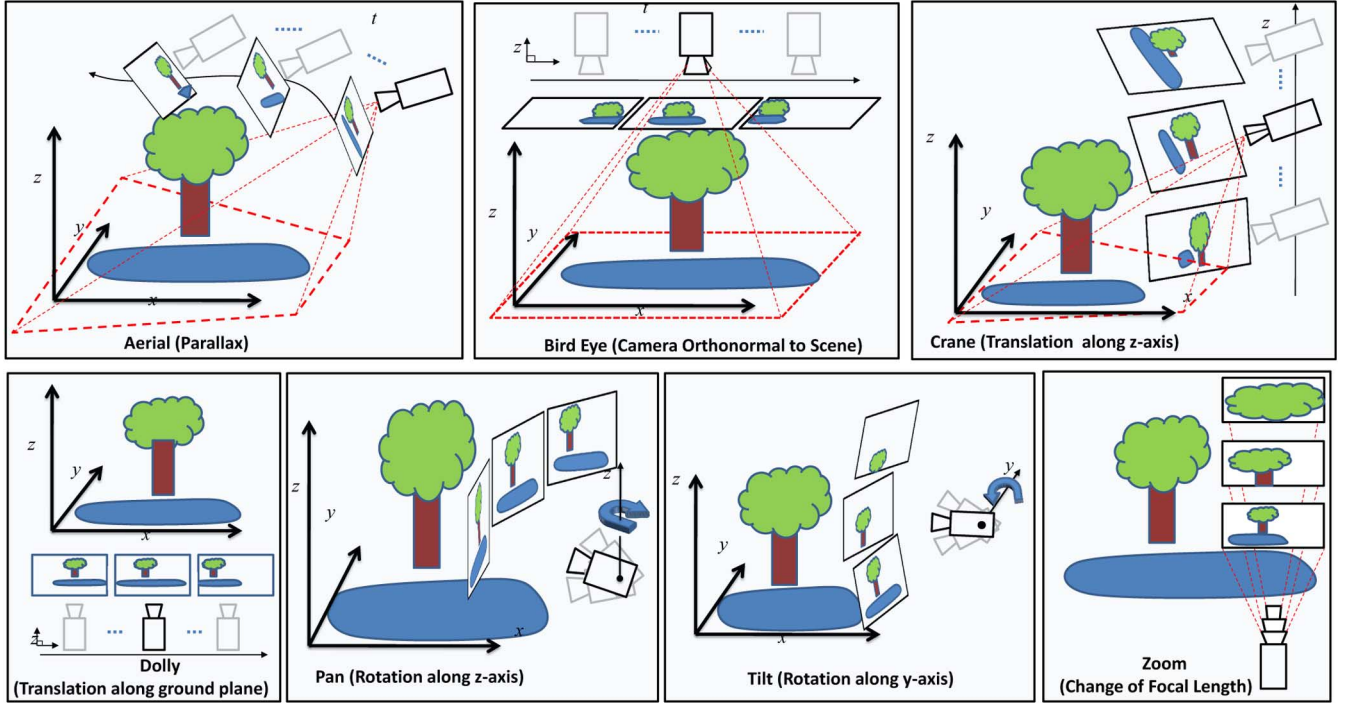 t
z
y
x
Aerial (Parallax)
t
z
z
y
x
Bird Eye (Camera Orthonormal to Scene)
z
z
y
x
Crane (Translation along z-axis)
z
y
x
z
Dolly
(Translation along ground plane)
z
z
y
x
Pan (Rotation along z-axis)
y
z
y
x
Tilt (Rotation along y-axis)
Zoom
(Change of Focal Length)